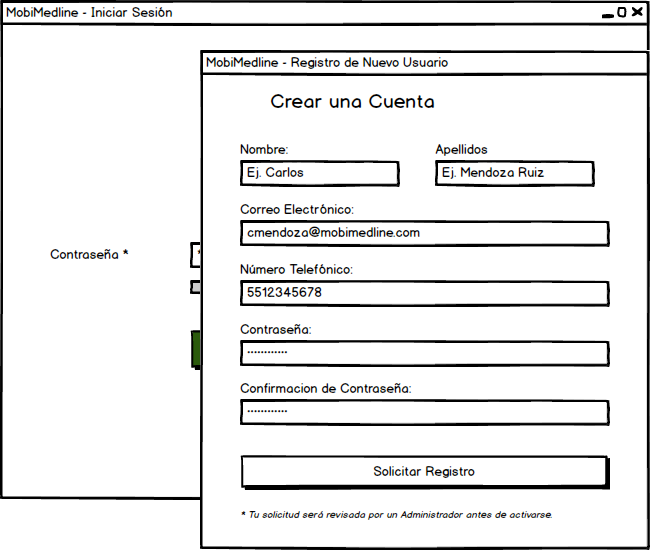 MobiMedline - Iniciar Sesión
MobiMedline - Registro de Nuevo Usuario
Crear una Cuenta
Nombre:
Apellidos
Ej. Carlos
Ej. Mendoza Ruiz
Correo Electrónico:
cmendoza@mobimedline.com
Contraseña *
Número Telefónico:
5512345678
Contraseña:
············
Confirmacion de Contraseña:
············
Solicitar Registro
* Tu solicitud será revisada por un Administrador antes de activarse.